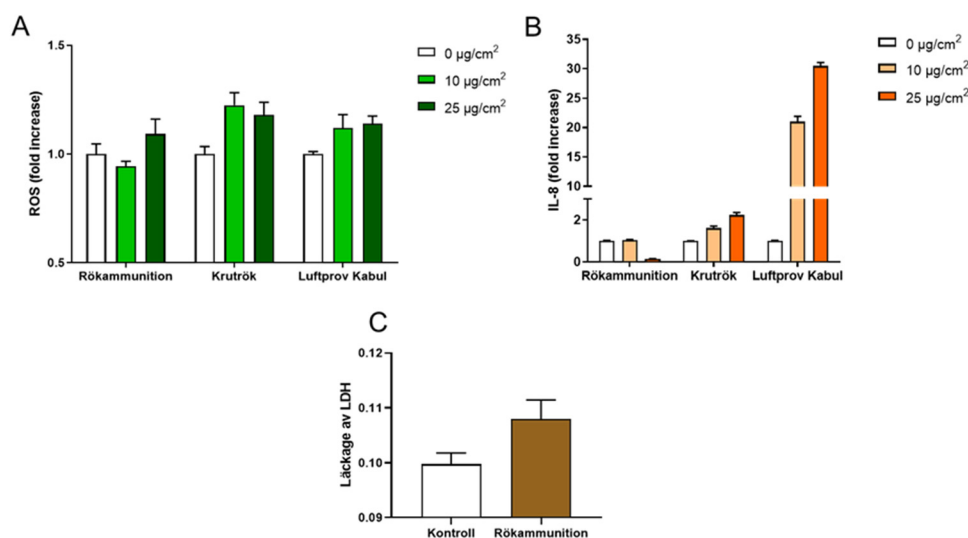 A
1.5
1.0
0.5
ROS (fold increase)
Rökammunition
Krutrök
Luftprov Kabul
0 µg/cm²
10 µg/cm²
25 µg/cm²
B
35
30
25
20
15
10
2
0
IL-8 (fold increase)
Rökammunition
Krutrök
Luftprov Kabul
0 µg/cm²
10 µg/cm²
25 µg/cm²
C
0.12
0.11
0.10
0.09
Läckage av LDH
Kontroll
Rökammunition